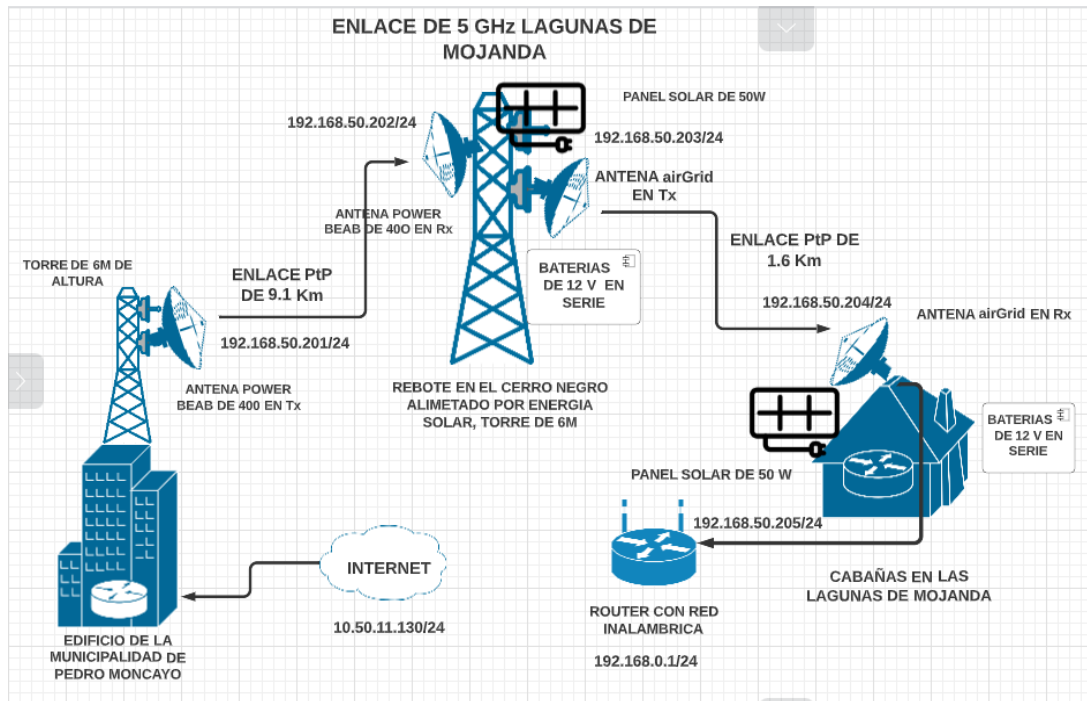 ENLACE DE 5 GHz LAGUNAS DE
MOJANDA
PANEL SOLAR DE 50W
192.168.50.202/24
192.168.50.203/24
ANTENA airGrid
EN Tx
ANTENA POWER
BEAB DE 40O EN Rx
ENLACE PtP DE
1.6 Km
TORRE DE 6M DE
ALTURA
ENLACE PtP
DE 9.1 Km
BATERIAS
DE 12 V EN
SERIE
192.168.50.204/24
ANTENA airGrid EN Rx
192.168.50.201/24
ANTENA POWER
BEAB DE 400 EN Tx
REBOTE EN EL CERRO NEGRO
ALIMETADO POR ENERGIA
SOLAR, TORRE DE 6M
BATERIAS
DE 12 V EN
SERIE
PANEL SOLAR DE 50 W
192.168.50.205/24
INTERNET
CABAÑAS EN LAS
LAGUNAS DE MOJANDA
10.50.11.130/24
ROUTER CON RED
INALAMBRICA
192.168.0.1/24
EDIFICIO DE LA
MUNICIPALIDAD DE
PEDRO MONCAYO